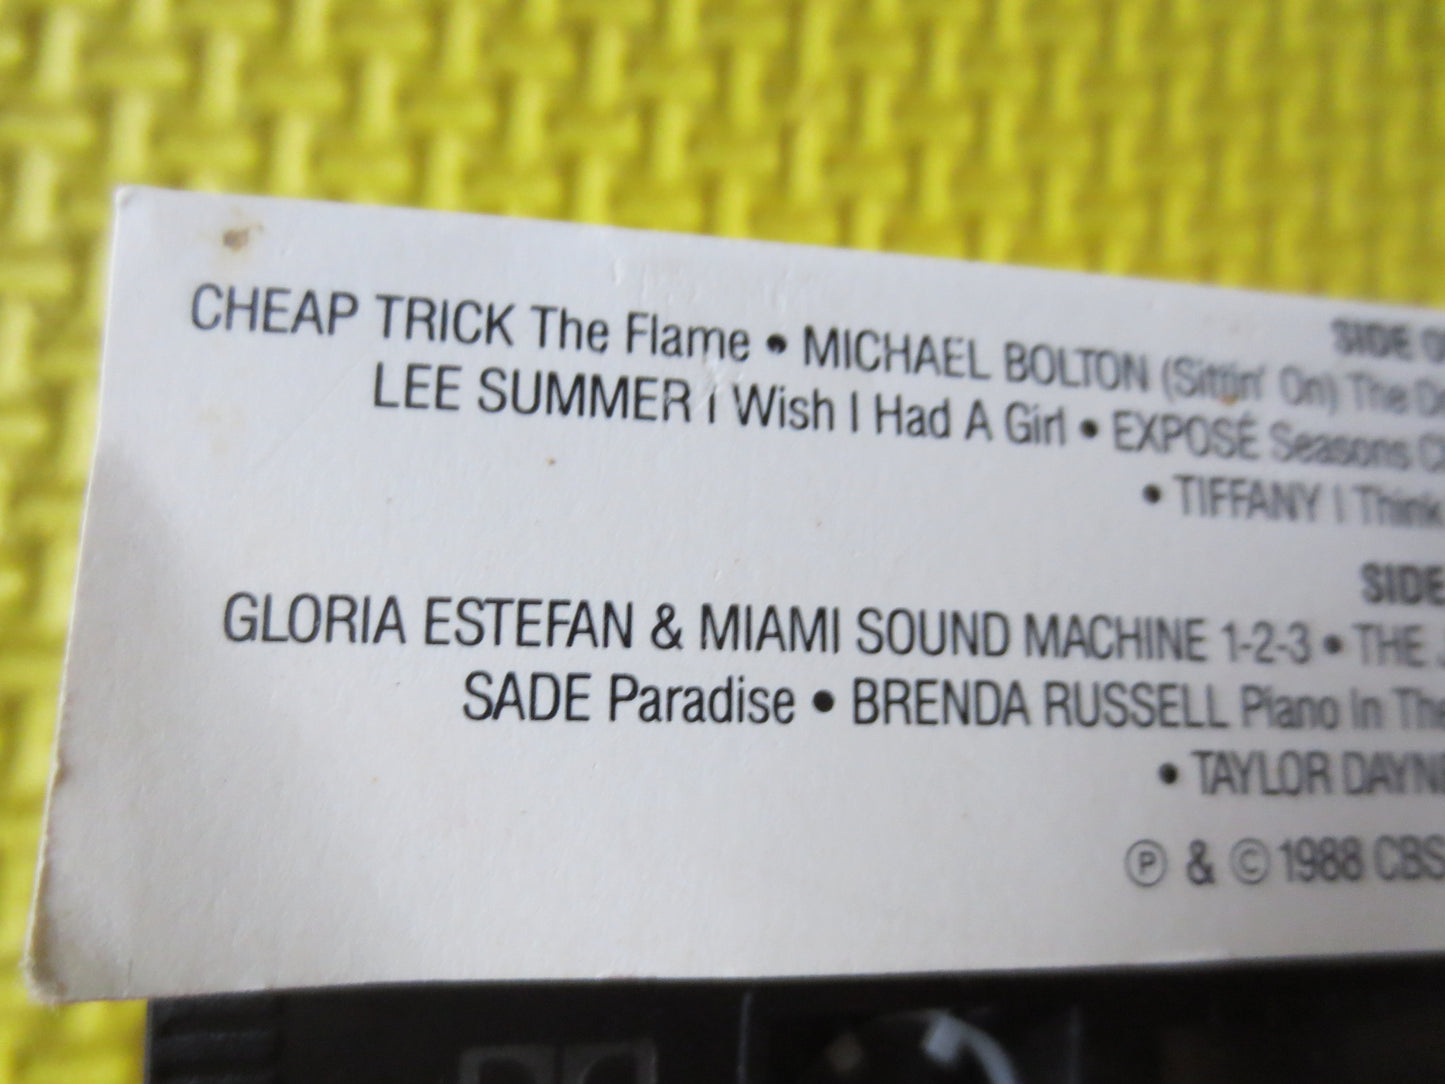 SIDE
CHEAP TRICK The Flame • MICHAEL BOLTON (Sittin' On) The
LEE SUMMER I Wish I Had A Girl • EXPOSÉ Seasons
• TIFFANY I Think
SIDE
GLORIA ESTEFAN & MIAMI SOUND MACHINE 1-2-3 • THE
SADE Paradise • BRENDA RUSSELL Piano In The
• TAYLOR DAYNE
℗ & © 1988 CBS